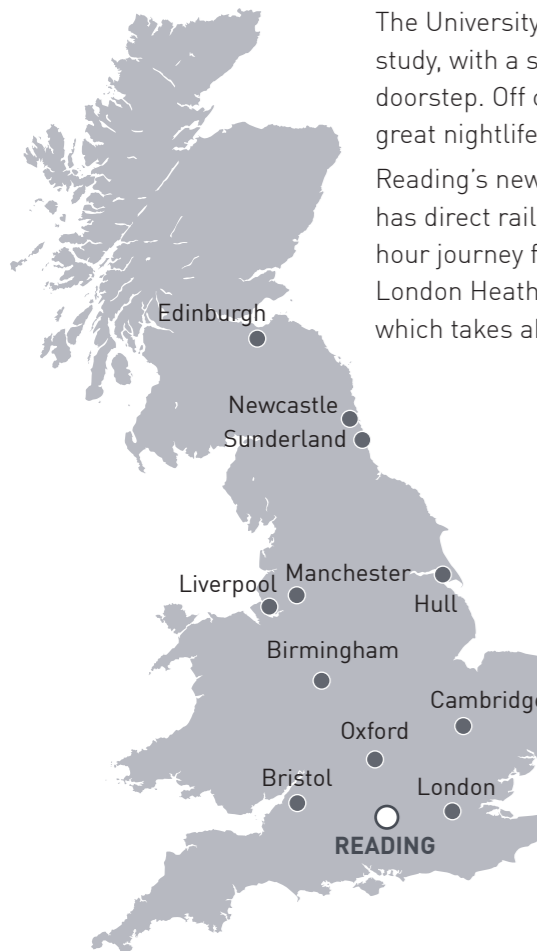 The University
study, with a s
doorstep. Off c
great nightlife
Reading's new
has direct rail
hour journey f
London Heath
which takes a
Edinburgh
Newcastle
Sunderland
Manchester
Liverpool
Hull
Birmingham
Cambridge
Oxford
Bristol
London
READING